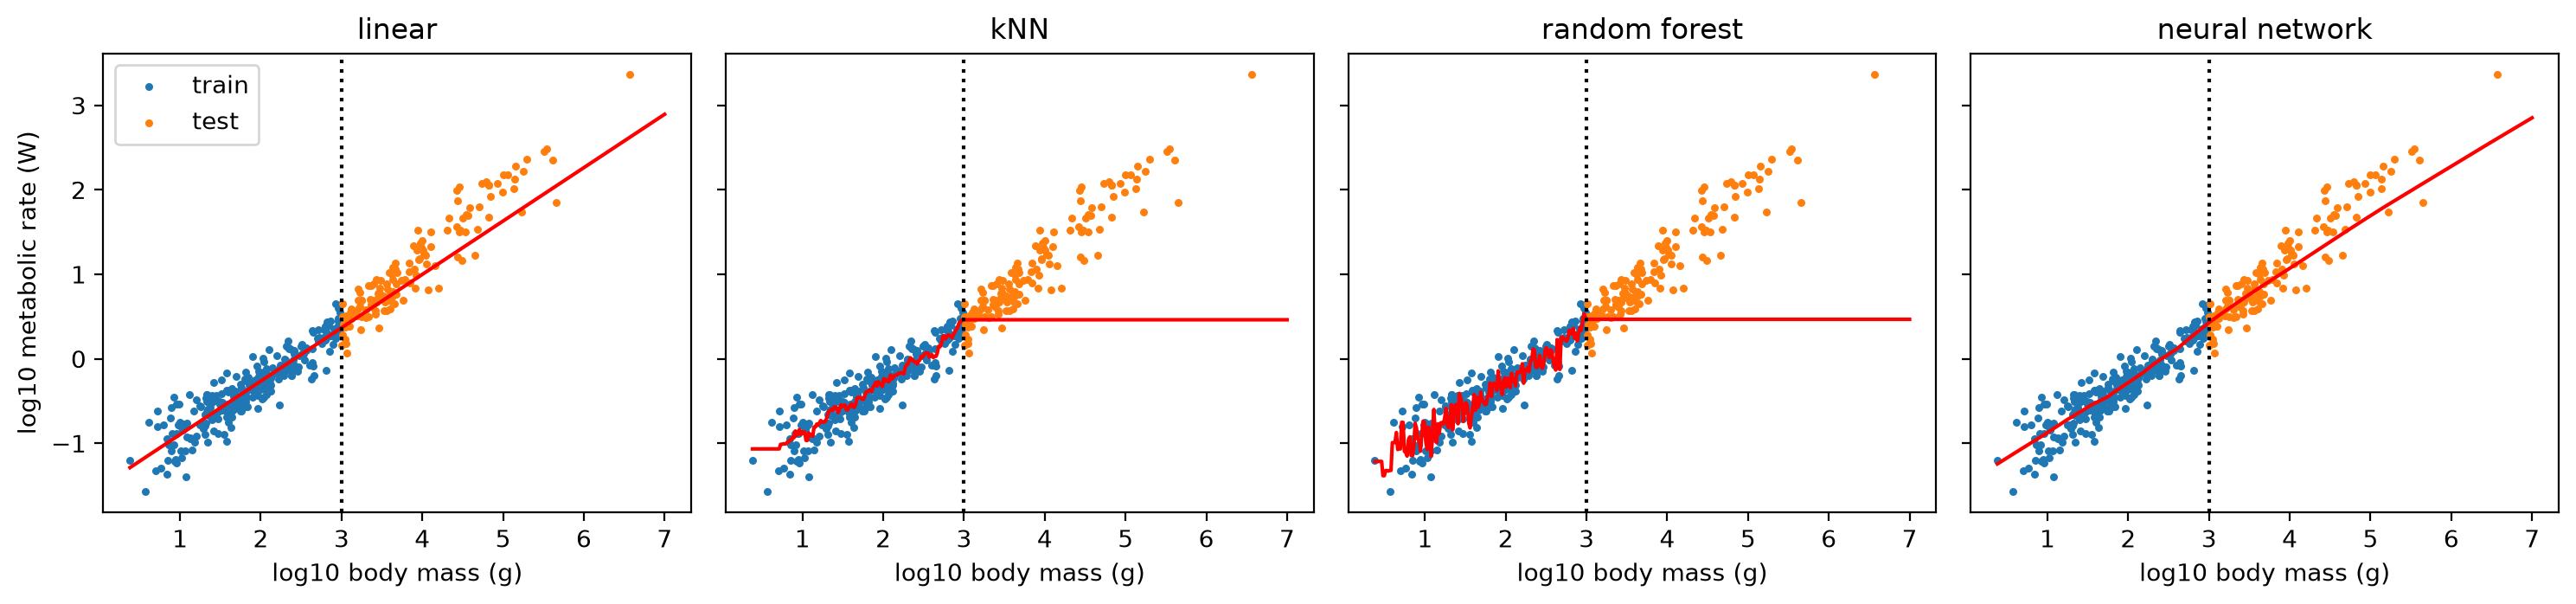 linear
kNN
random forest
neural network
train
test
log10 metabolic rate (W)
3
2
1
0
−1
1 2 3 4 5 6 7
1 2 3 4 5 6 7
1 2 3 4 5 6 7
1 2 3 4 5 6 7
log10 body mass (g)
log10 body mass (g)
log10 body mass (g)
log10 body mass (g)